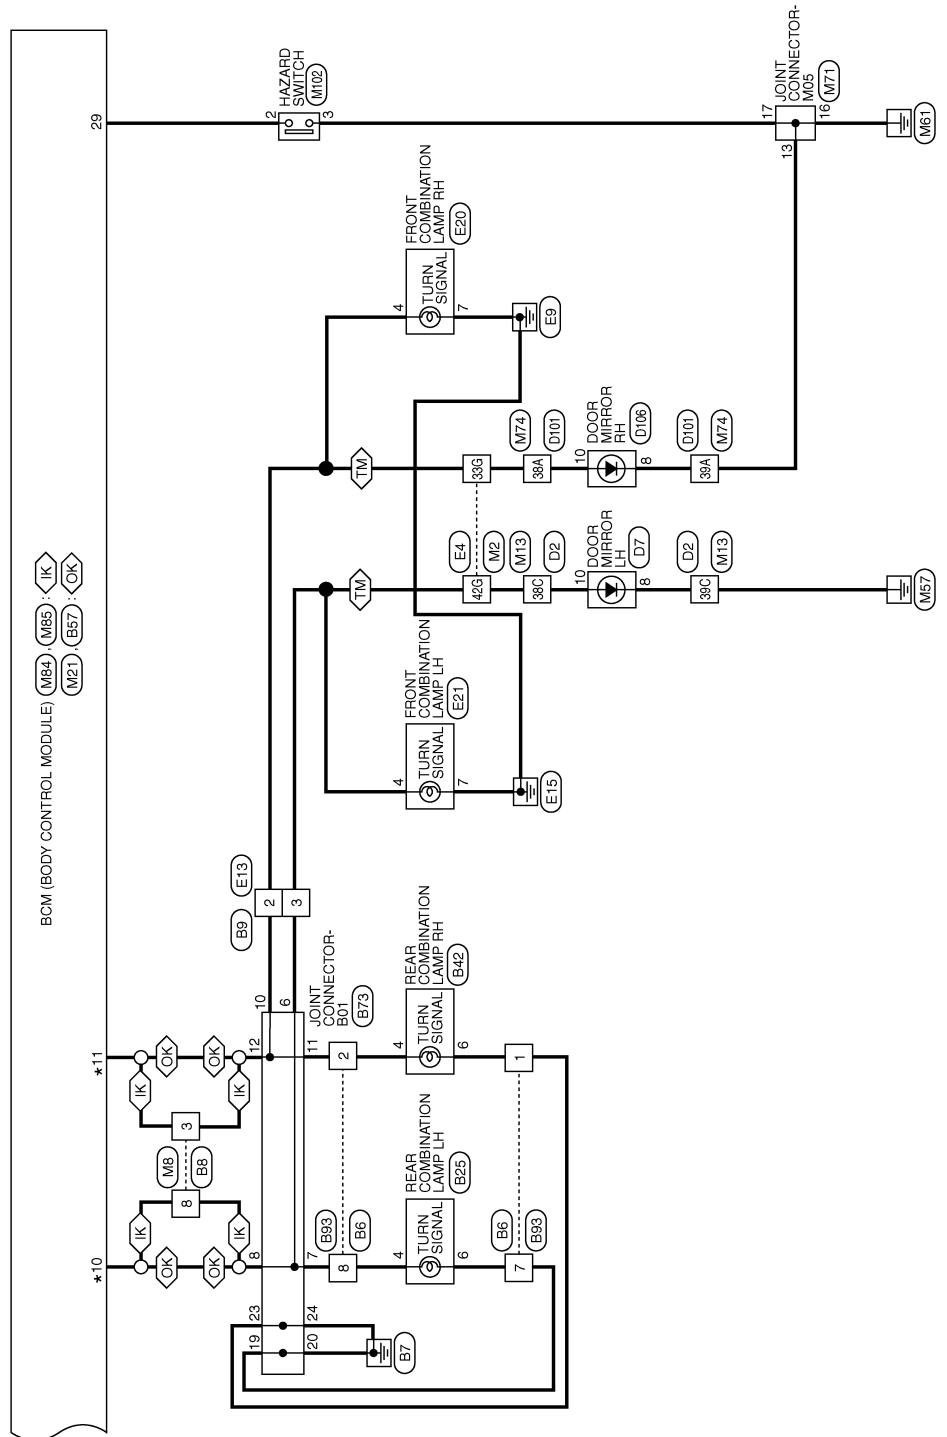 BCM (BODY CONTROL MODULE) M84 , M85 : IK
M21 , B57 : OK
★10
★11
29
IK
OK
OK
IK
8
M8
B8
3
IK
OK
OK
IK
B9
E13
2
3
HAZARD
SWITCH
M102
2
3
19
23
8
12
10
6
20
24
7
11
JOINT
CONNECTOR-
B01
B73
B7
B93
B6
8
2
REAR
COMBINATION
LAMP LH
B25
4
TURN
SIGNAL
6
REAR
COMBINATION
LAMP RH
B42
4
TURN
SIGNAL
6
7
B6
B93
1
FRONT
COMBINATION
LAMP LH
E21
4
TURN
SIGNAL
7
E15
FRONT
COMBINATION
LAMP RH
E20
4
TURN
SIGNAL
7
E9
TM
TM
42G
E4
M2
33G
38C
M13
D2
38A
M74
D101
DOOR
MIRROR
LH
D7
10
8
DOOR
MIRROR
RH
D106
10
8
39C
D2
M13
39A
D101
M74
M57
JOINT
CONNECTOR-
M05
M71
17
13
16
M61